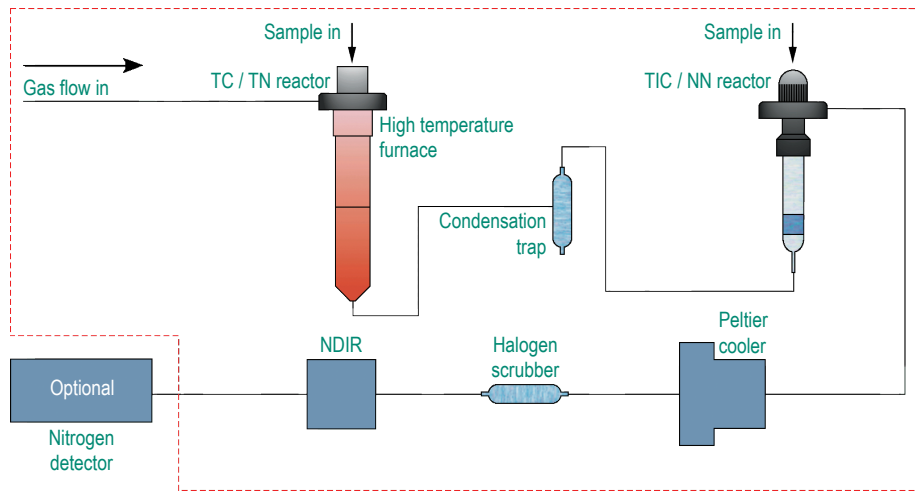 Sample in
Sample in
TC / TN reactor
TIC / NN reactor
Gas flow in
High temperature
furnace
Condensation
trap
Peltier
cooler
NDIR
Halogen
scrubber
Optional
Nitrogen
detector